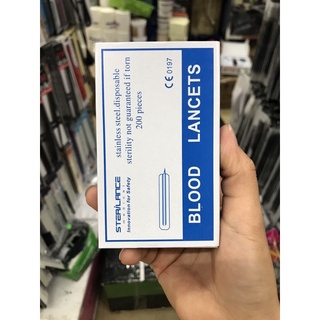 BLOOD LANCETS
CE 0197
stainless steel.disposable
sterility not guaranteed if torn
200 pieces
STERiLANCE
Innovation for Safety